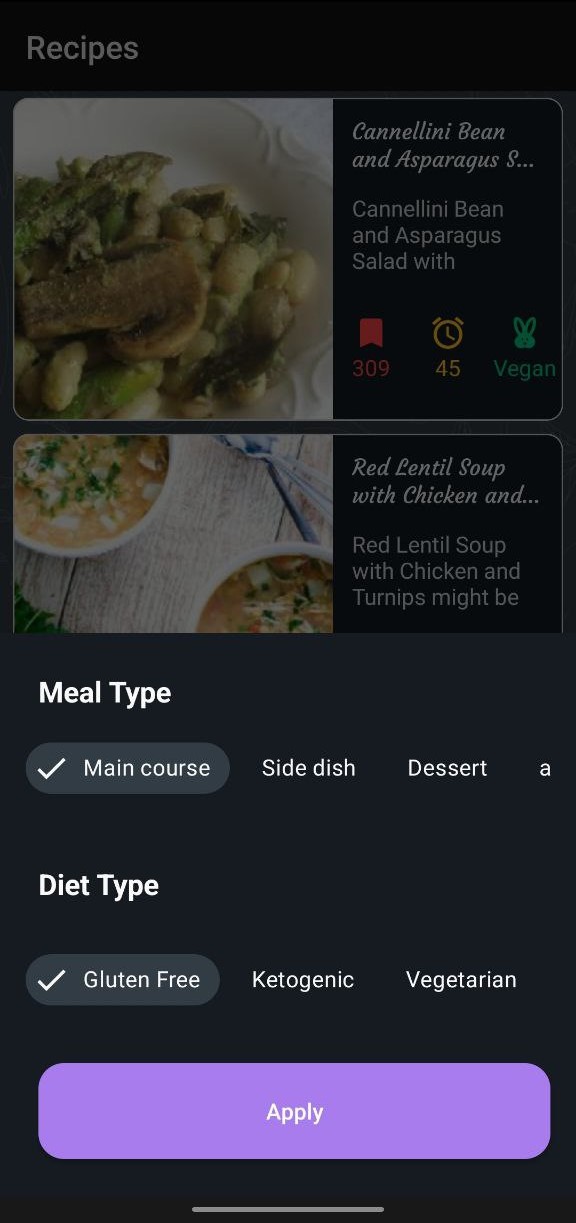 Recipes
Cannellini Bean
and Asparagus S...
Cannellini Bean
and Asparagus
Salad with
309 45 Vegan
Red Lentil Soup
with Chicken and...
Red Lentil Soup
with Chicken and
Turnips might be
Meal Type
Main course Side dish Dessert a
Diet Type
Gluten Free Ketogenic Vegetarian
Apply